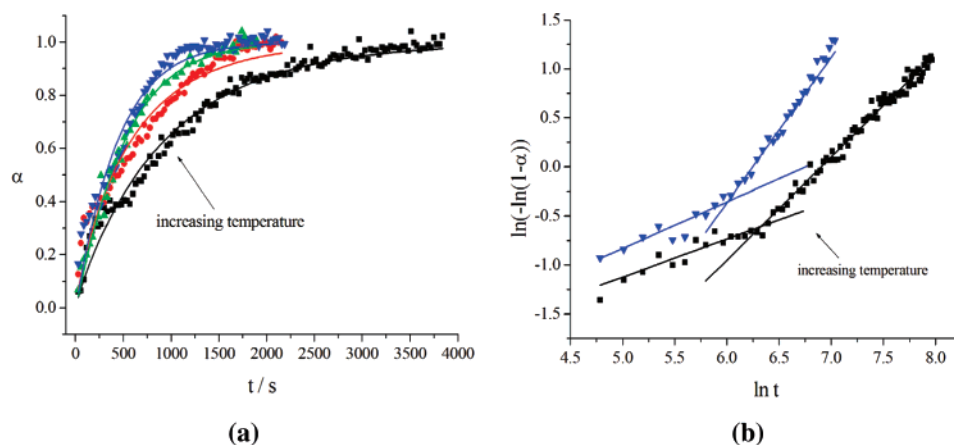 1.0
0.8
0.6
α
0.4
0.2
0.0
increasing temperature
0 500 1000 1500 2000 2500 3000 3500 4000
t / s
(a)
ln(-ln(1-α))
1.5
1.0
0.5
0.0
-0.5
-1.0
-1.5
increasing temperature
4.5 5.0 5.5 6.0 6.5 7.0 7.5 8.0
ln t
(b)